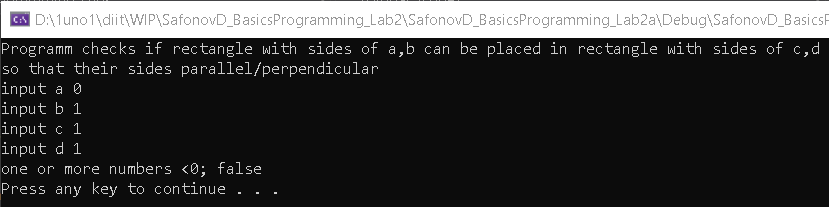 D:\1uno1\diit\WIP\SafonovD_BasicsProgramming_Lab2\SafonovD_BasicsProgramming_Lab2a\Debug\SafonovD_BasicsP
Programm checks if rectangle with sides of a,b can be placed in rectangle with sides of c,d
so that their sides parallel/perpendicular
input a 0
input b 1
input c 1
input d 1
one or more numbers <0; false
Press any key to continue . . .